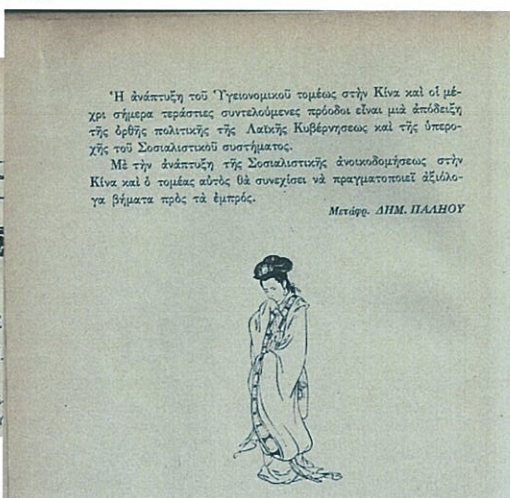 Ἡ ἀνάπτυξη τοῦ Ὑγειονομικοῦ τομέως στὴν Κίνα καὶ οἱ μέ-
χρι σήμερα τεράστιες συντελούμενες πρόοδοι εἶναι μιὰ ἀπόδειξη
τῆς ὀρθῆς πολιτικῆς τῆς Λαϊκῆς Κυβέρνησεως καὶ τῆς ὑπερο-
χῆς τοῦ Σοσιαλιστικοῦ συστήματος.
Μὲ τὴν ἀνάπτυξη τῆς Σοσιαλιστικῆς ἀνοικοδομήσεως στὴν
Κίνα καὶ ὁ τομέας αὐτὸς θὰ συνεχίσει νὰ πραγματοποιεῖ ἀξιόλο-
γα βήματα πρὸς τὰ ἐμπρός.
Μετάφρ. ΔΗΜ. ΠΑΛΗΟΥ